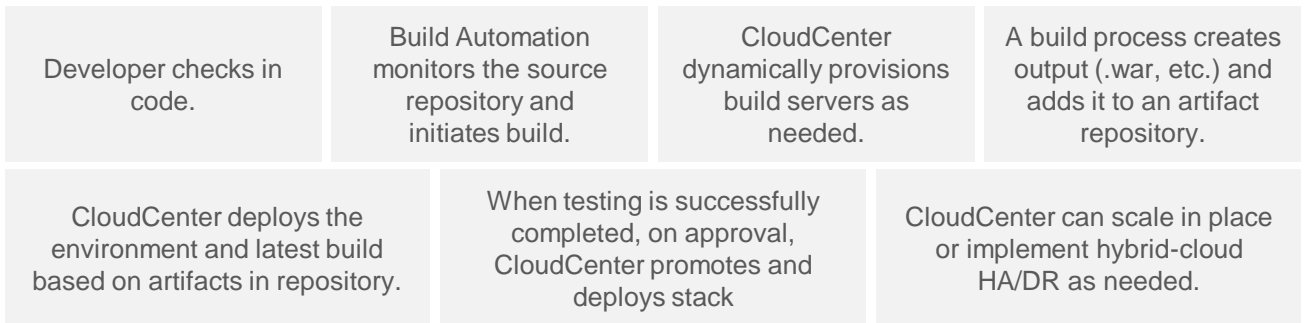 Developer checks in
code.
Build Automation
monitors the source
repository and
initiates build.
CloudCenter
dynamically provisions
build servers as
needed.
A build process creates
output (.war, etc.) and
adds it to an artifact
repository.
CloudCenter deploys the
environment and latest build
based on artifacts in repository.
When testing is successfully
completed, on approval,
CloudCenter promotes and
deploys stack
CloudCenter can scale in place
or implement hybrid-cloud
HA/DR as needed.